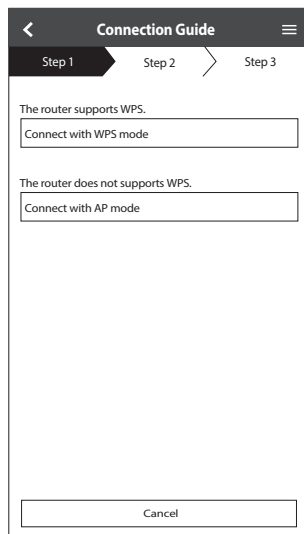 Connection Guide
Step 1 Step 2 Step 3
The router supports WPS.
Connect with WPS mode
The router does not supports WPS.
Connect with AP mode
Cancel